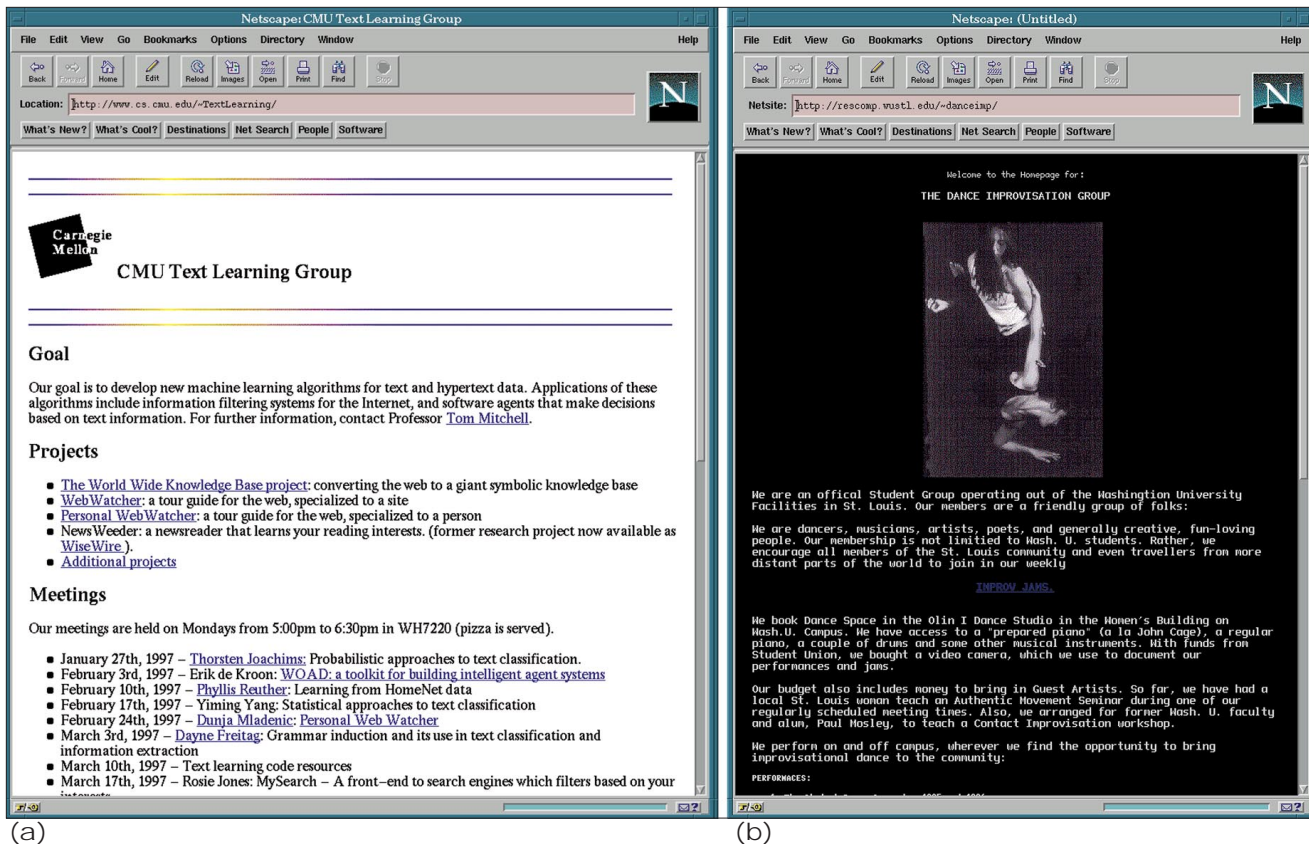 Netscape: CMU Text Learning Group
File Edit View Go Bookmarks Options Directory Window Help
Back Forward Home Edit Reload Images Open Print Find Stop
Location: http://www.cs.cmu.edu/~TextLearning/
N
What's New? What's Cool? Destinations Net Search People Software
Carnegie
Mellon
CMU Text Learning Group
Goal
Our goal is to develop new machine learning algorithms for text and hypertext data. Applications of these
algorithms include information filtering systems for the Internet, and software agents that make decisions
based on text information. For further information, contact Professor Tom Mitchell.
Projects
The World Wide Knowledge Base project: converting the web to a giant symbolic knowledge base
WebWatcher: a tour guide for the web, specialized to a site
Personal WebWatcher: a tour guide for the web, specialized to a person
NewsWeeder: a newsreader that learns your reading interests. (former research project now available as
WiseWire ).
Additional projects
Meetings
Our meetings are held on Mondays from 5:00pm to 6:30pm in WH7220 (pizza is served).
January 27th, 1997 – Thorsten Joachims: Probabilistic approaches to text classification.
February 3rd, 1997 – Erik de Kroon: WOAD: a toolkit for building intelligent agent systems
February 10th, 1997 – Phyllis Reuther: Learning from HomeNet data
February 17th, 1997 – Yiming Yang: Statistical approaches to text classification
February 24th, 1997 – Dunja Mladenic: Personal Web Watcher
March 3rd, 1997 – Dayne Freitag: Grammar induction and its use in text classification and
information extraction
March 10th, 1997 – Text learning code resources
March 17th, 1997 – Rosie Jones: MySearch – A front–end to search engines which filters based on your
interests
(a)
Netscape: (Untitled)
File Edit View Go Bookmarks Options Directory Window Help
Back Forward Home Edit Reload Images Open Print Find Stop
Netsite: http://rescomp.wustl.edu/~danceimp/
N
What's New? What's Cool? Destinations Net Search People Software
Welcome to the Homepage for:
THE DANCE IMPROVISATION GROUP
We are an offical Student Group operating out of the Washingtion University
Facilities in St. Louis. Our members are a friendly group of folks:
We are dancers, musicians, artists, poets, and generally creative, fun-loving
people. Our membership is not limitied to Wash. U. students. Rather, we
encourage all members of the St. Louis community and even travellers from more
distant parts of the world to join in our weekly
IMPROV JAMS.
We book Dance Space in the Olin I Dance Studio in the Women's Building on
Wash.U. Campus. We have access to a "prepared piano" (a la John Cage), a regular
piano, a couple of drums and some other musical instruments. With funds from
Student Union, we bought a video camera, which we use to document our
performances and jams.
Our budget also includes money to bring in Guest Artists. So far, we have had a
local St. Louis woman teach an Authentic Movement Seminar during one of our
regularly scheduled meeting times. Also, we arranged for former Wash. U. faculty
and alum, Paul Mosley, to teach a Contact Improvisation workshop.
We perform on and off campus, wherever we find the opportunity to bring
improvisational dance to the community:
PERFORMACES:
(b)